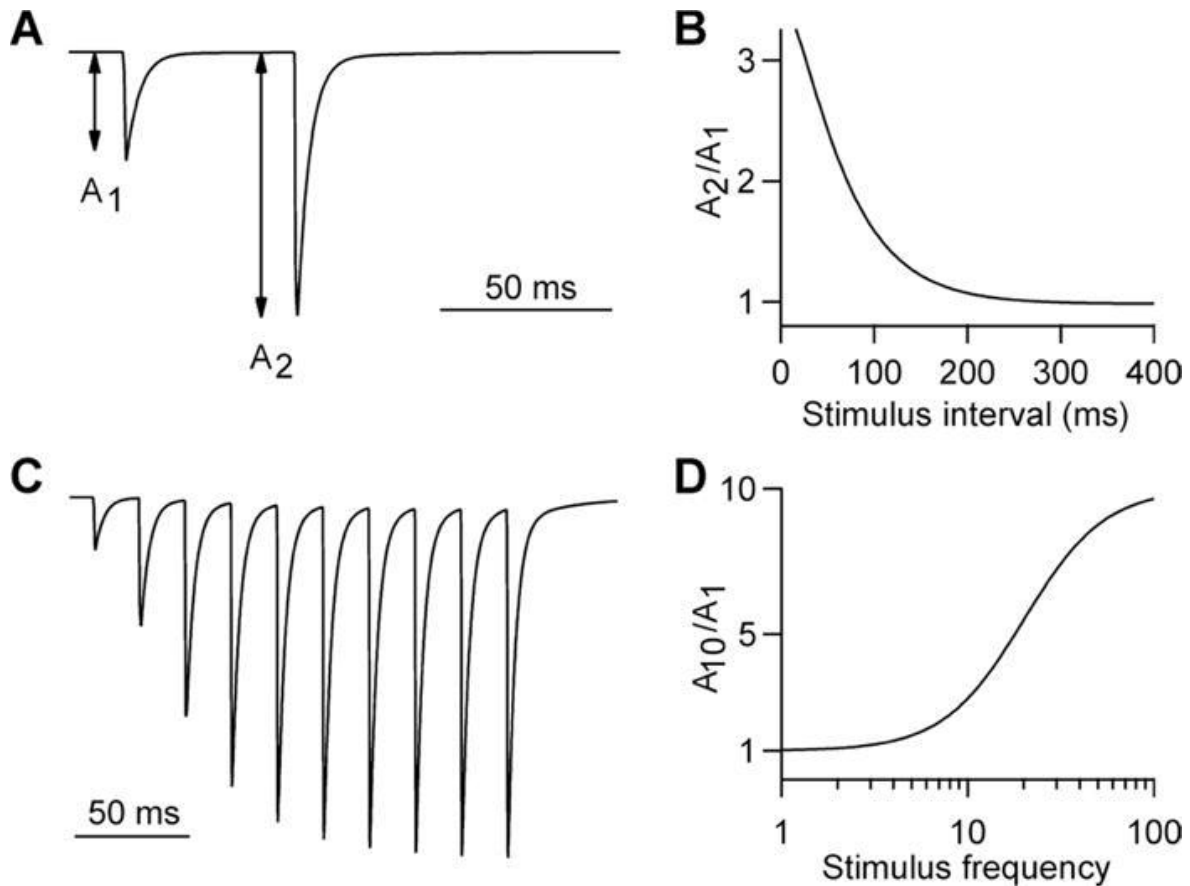 A
A1
A2
50 ms
B
A2/A1
3
2
1
0 100 200 300 400
Stimulus interval (ms)
C
50 ms
D
A10/A1
10
5
1
1 10 100
Stimulus frequency